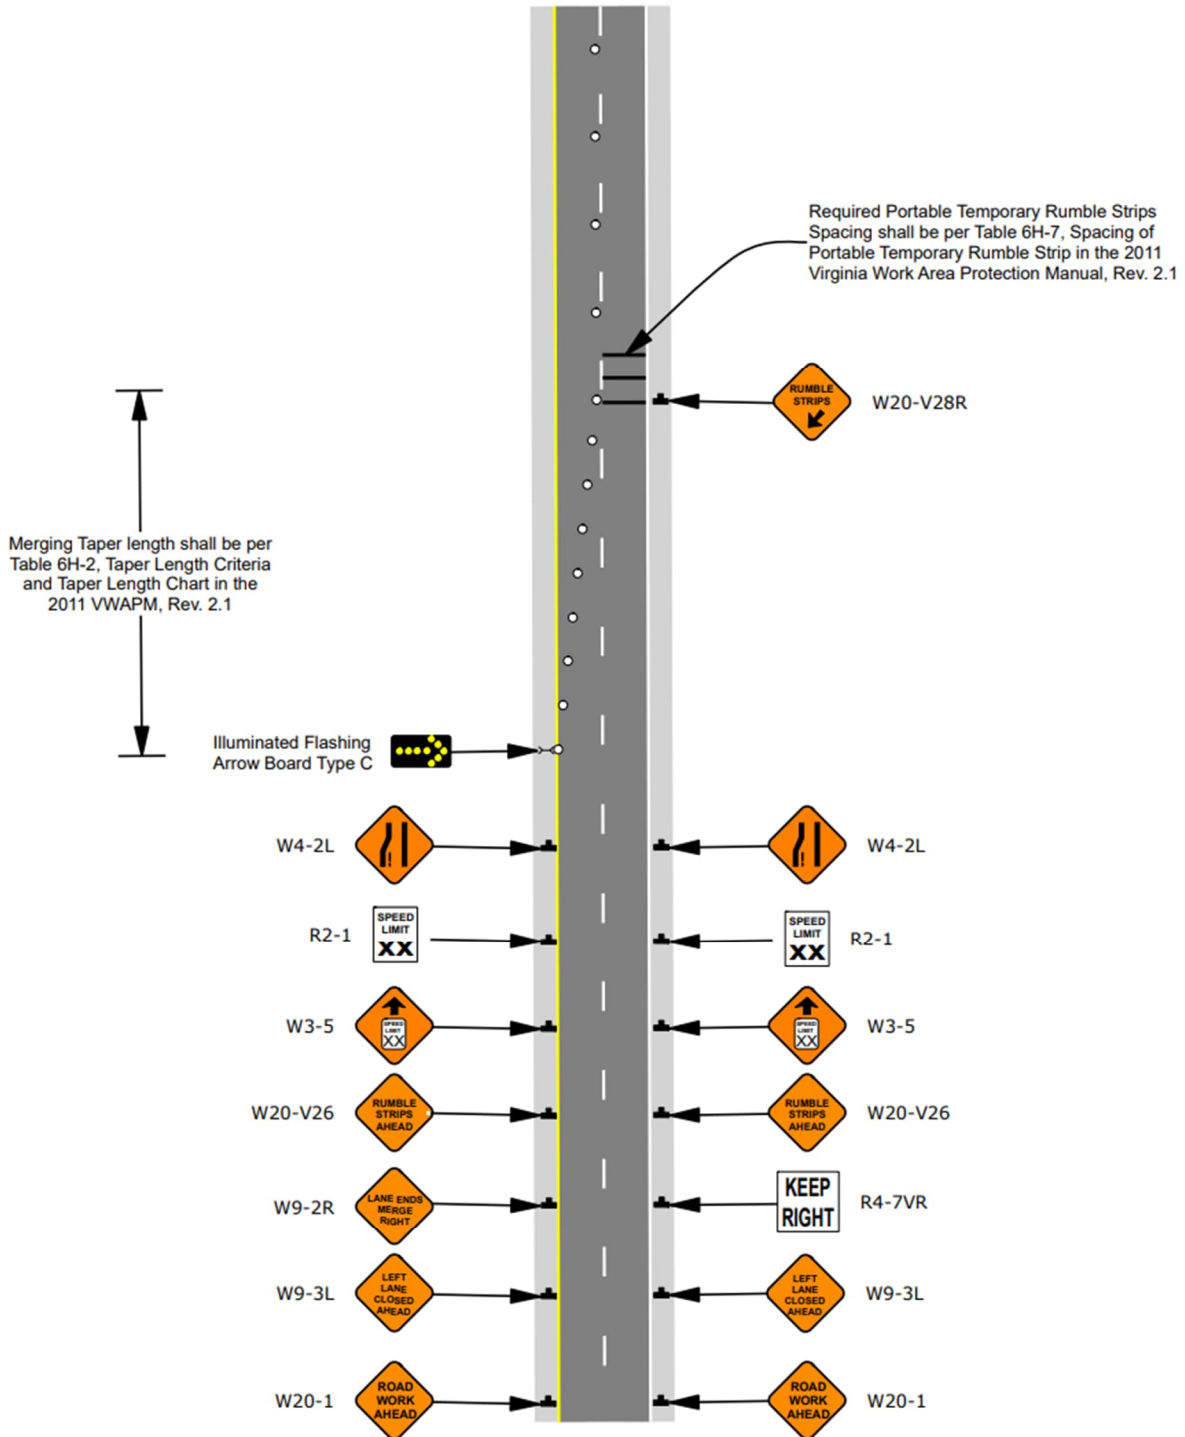 Required Portable Temporary Rumble Strips
Spacing shall be per Table 6H-7, Spacing of
Portable Temporary Rumble Strip in the 2011
Virginia Work Area Protection Manual, Rev. 2.1
RUMBLE
STRIPS
W20-V28R
Merging Taper length shall be per
Table 6H-2, Taper Length Criteria
and Taper Length Chart in the
2011 VWAPM, Rev. 2.1
Illuminated Flashing
Arrow Board Type C
W4-2L
W4-2L
R2-1
SPEED
LIMIT
XX
SPEED
LIMIT
XX
R2-1
W3-5
SPEED
LIMIT
XX
SPEED
LIMIT
XX
W3-5
W20-V26
RUMBLE
STRIPS
AHEAD
RUMBLE
STRIPS
AHEAD
W20-V26
W9-2R
LANE ENDS
MERGE
RIGHT
KEEP
RIGHT
R4-7VR
W9-3L
LEFT
LANE
CLOSED
AHEAD
LEFT
LANE
CLOSED
AHEAD
W9-3L
W20-1
ROAD
WORK
AHEAD
ROAD
WORK
AHEAD
W20-1